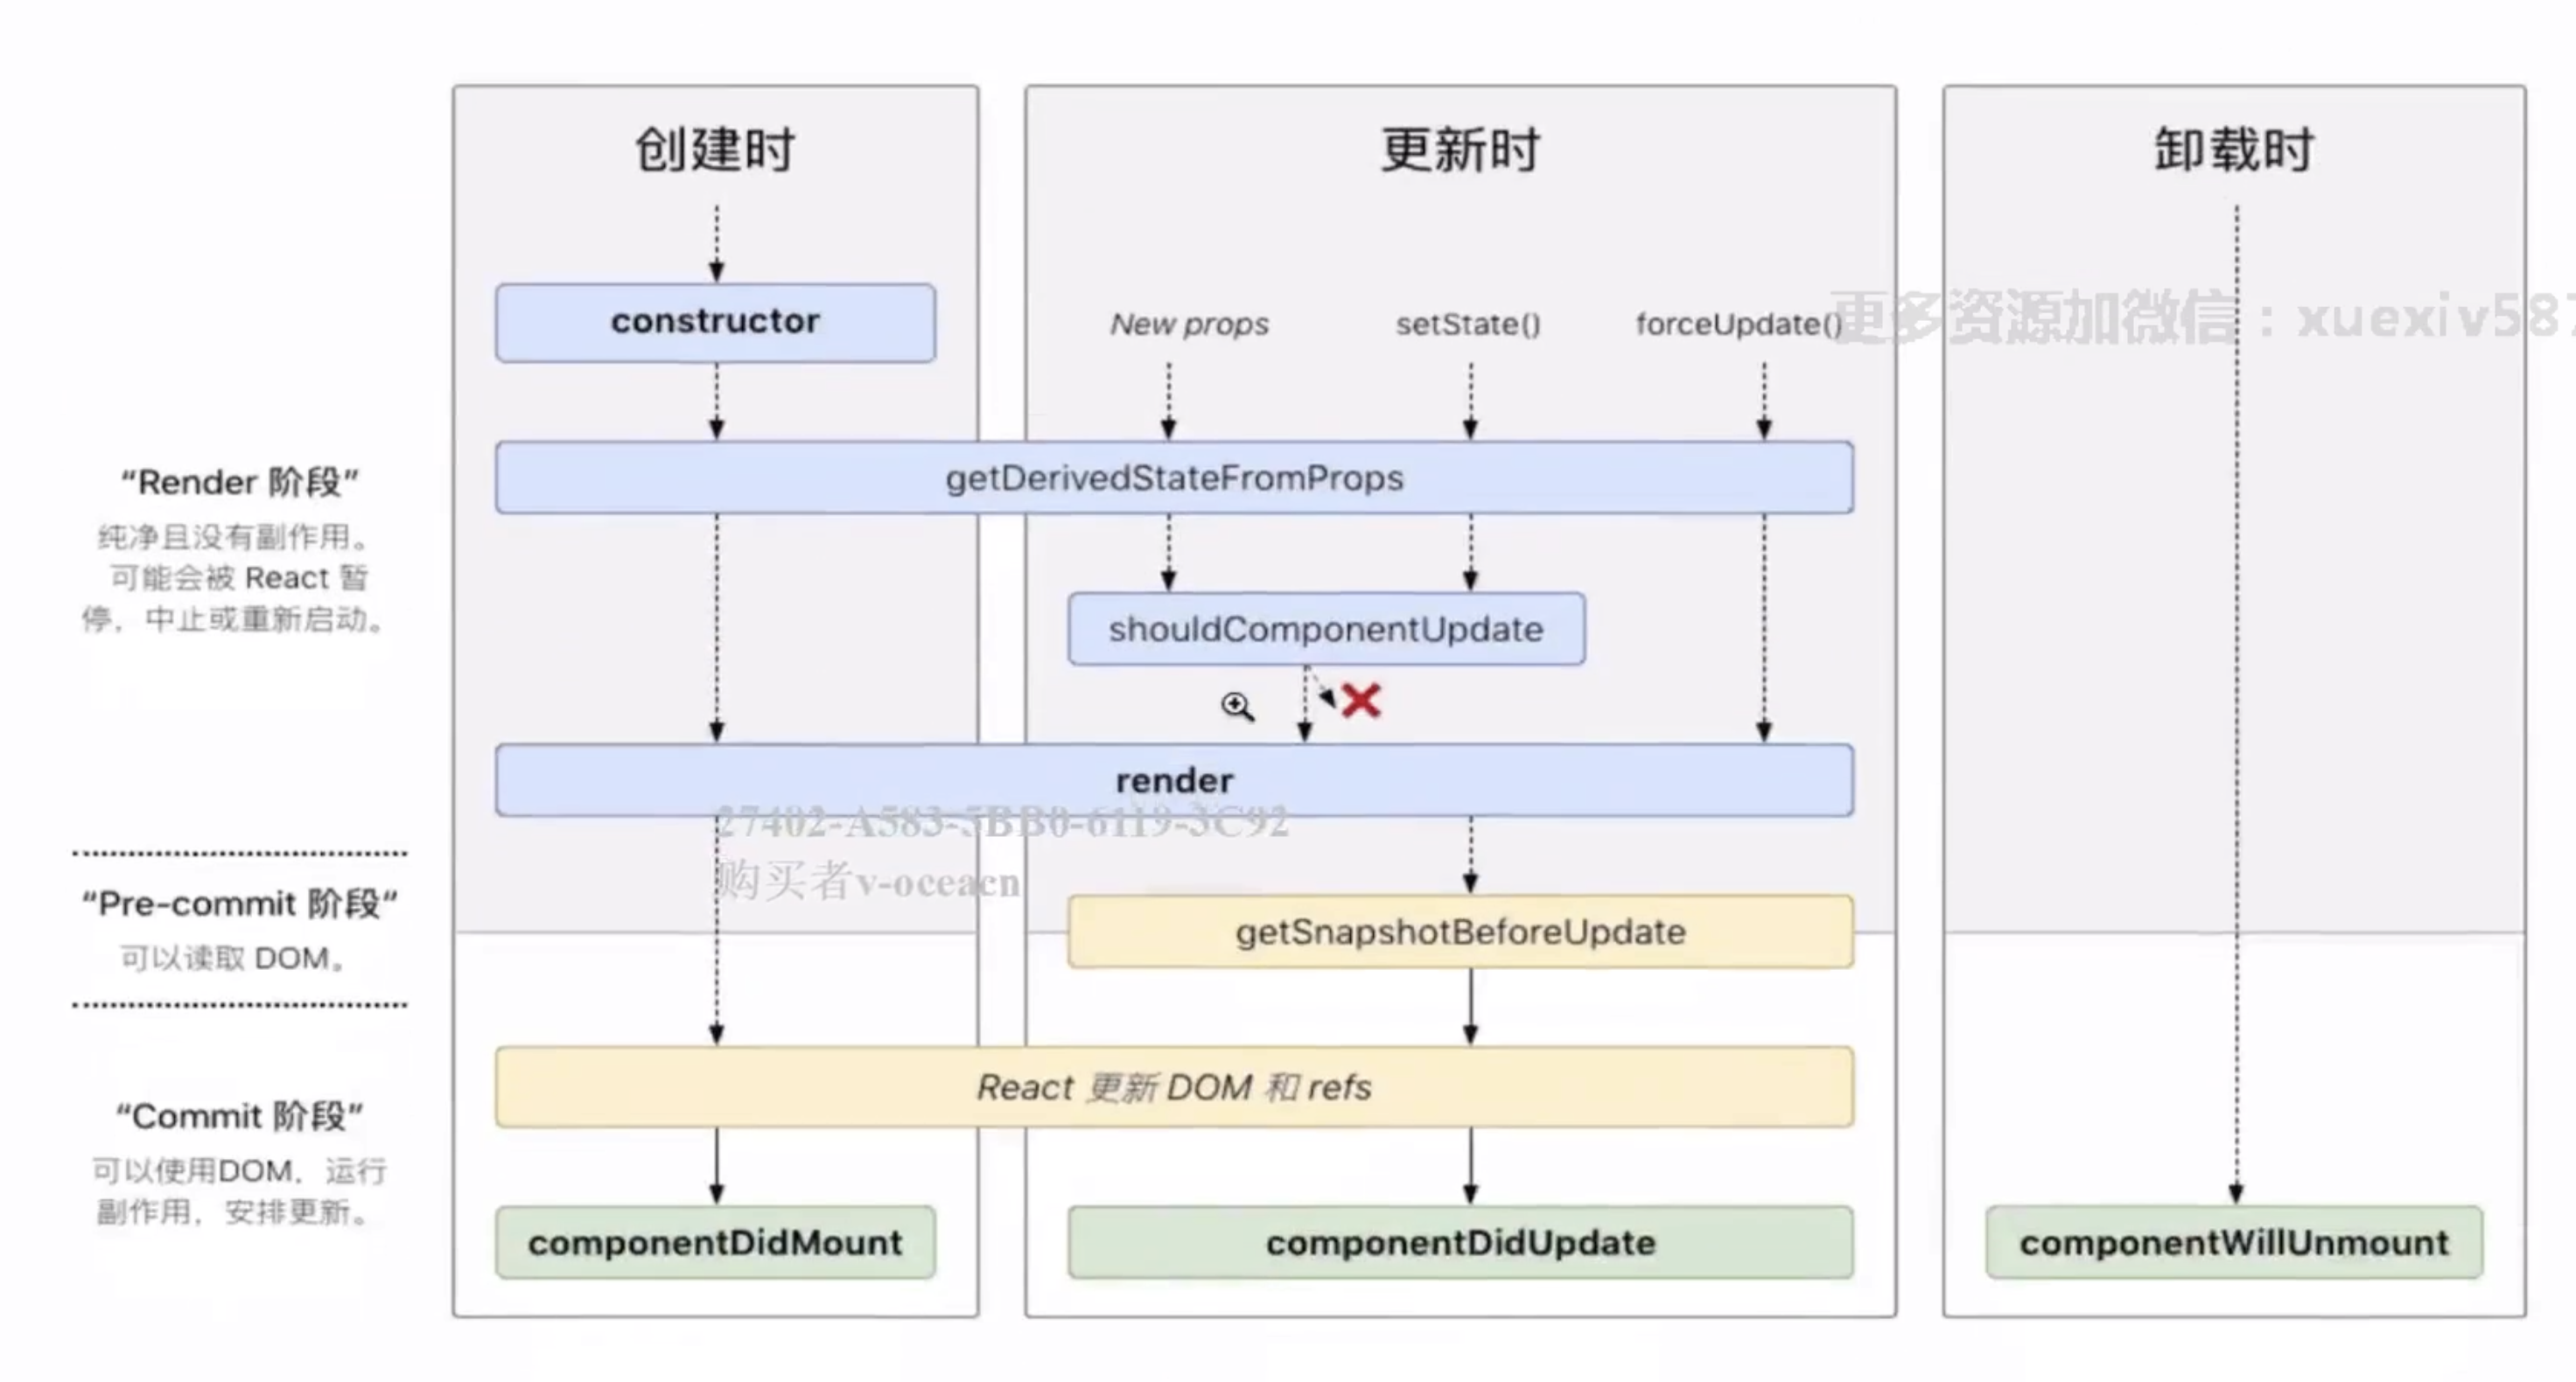 创建时
更新时
卸载时
constructor
New props
setState()
forceUpdate()
更多资源加微信：xuexiv587
getDerivedStateFromProps
“Render 阶段”
纯净且没有副作用。
可能会被 React 暂
停，中止或重新启动。
shouldComponentUpdate
render
27402-A583-5BB0-6119-3C92
购买者v-oceacn
“Pre-commit 阶段“
可以读取 DOM。
getSnapshotBeforeUpdate
React 更新 DOM 和 refs
“Commit 阶段”
可以使用DOM，运行
副作用，安排更新。
componentDidMount
componentDidUpdate
componentWillUnmount